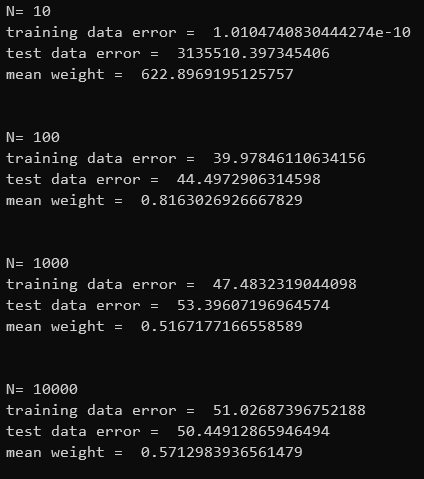 N= 10
training data error =  1.0104740830444274e-10
test data error =  3135510.397345406
mean weight =  622.8969195125757
N= 100
training data error =  39.97846110634156
test data error =  44.4972906314598
mean weight =  0.8163026926667829
N= 1000
training data error =  47.4832319044098
test data error =  53.39607196964574
mean weight =  0.5167177166558589
N= 10000
training data error =  51.02687396752188
test data error =  50.44912865946494
mean weight =  0.5712983936561479